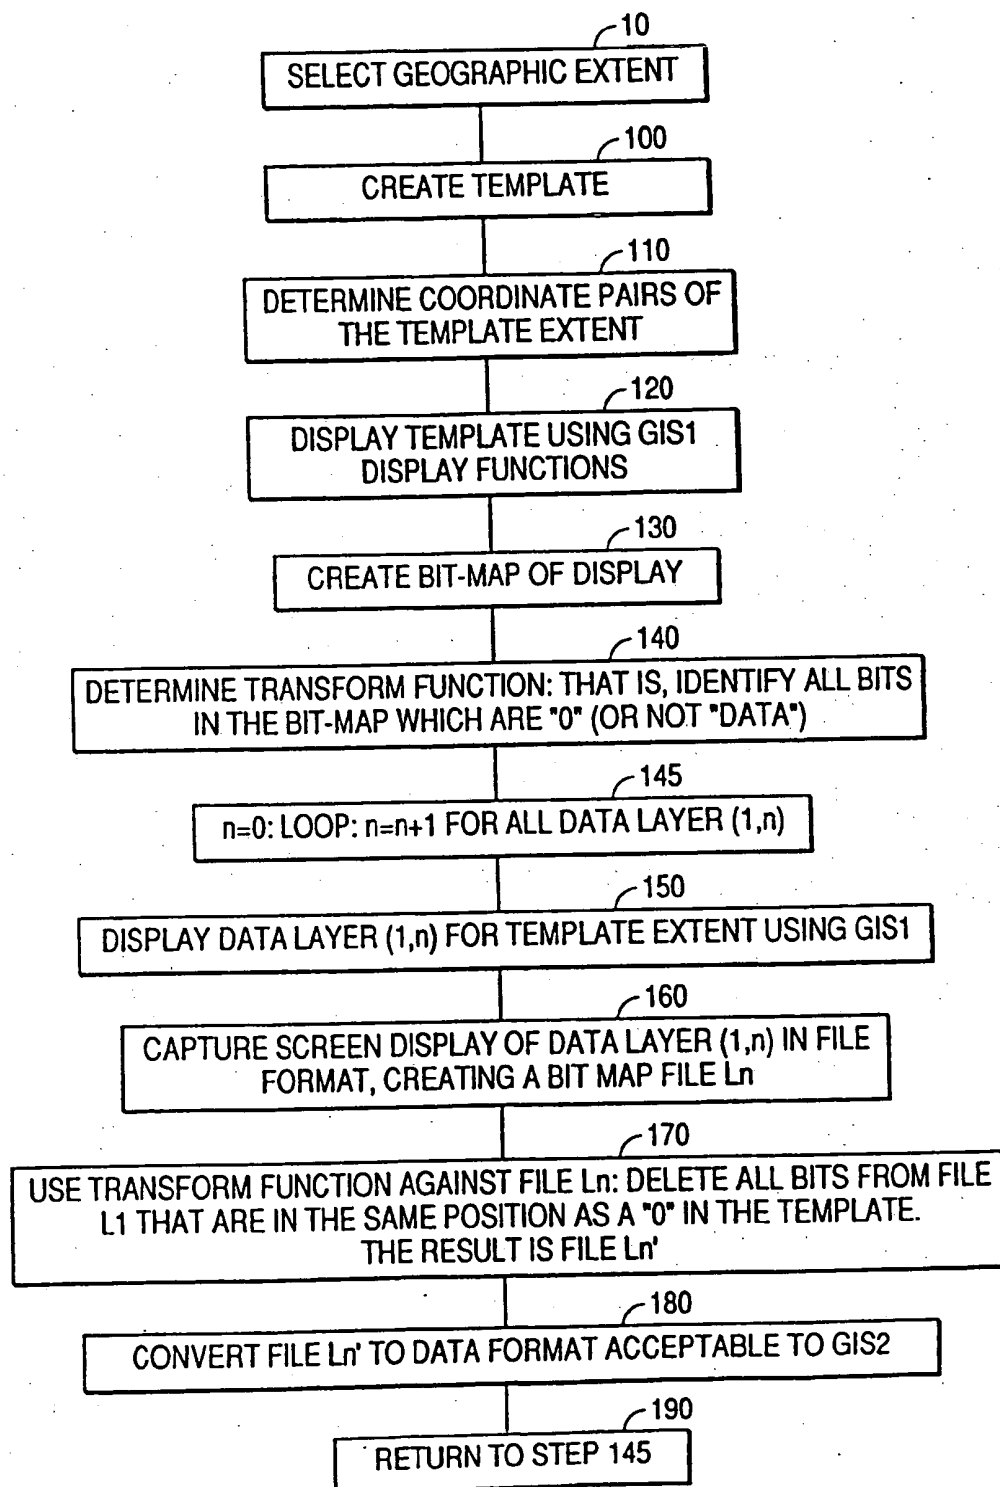 10
SELECT GEOGRAPHIC EXTENT
100
CREATE TEMPLATE
110
DETERMINE COORDINATE PAIRS OF
THE TEMPLATE EXTENT
120
DISPLAY TEMPLATE USING GIS1
DISPLAY FUNCTIONS
130
CREATE BIT-MAP OF DISPLAY
140
DETERMINE TRANSFORM FUNCTION: THAT IS, IDENTIFY ALL BITS
IN THE BIT-MAP WHICH ARE "0" (OR NOT "DATA")
145
n=0: LOOP: n=n+1 FOR ALL DATA LAYER (1,n)
150
DISPLAY DATA LAYER (1,n) FOR TEMPLATE EXTENT USING GIS1
160
CAPTURE SCREEN DISPLAY OF DATA LAYER (1,n) IN FILE
FORMAT, CREATING A BIT MAP FILE Ln
170
USE TRANSFORM FUNCTION AGAINST FILE Ln: DELETE ALL BITS FROM FILE
L1 THAT ARE IN THE SAME POSITION AS A "0" IN THE TEMPLATE.
THE RESULT IS FILE Ln'
180
CONVERT FILE Ln' TO DATA FORMAT ACCEPTABLE TO GIS2
190
RETURN TO STEP 145